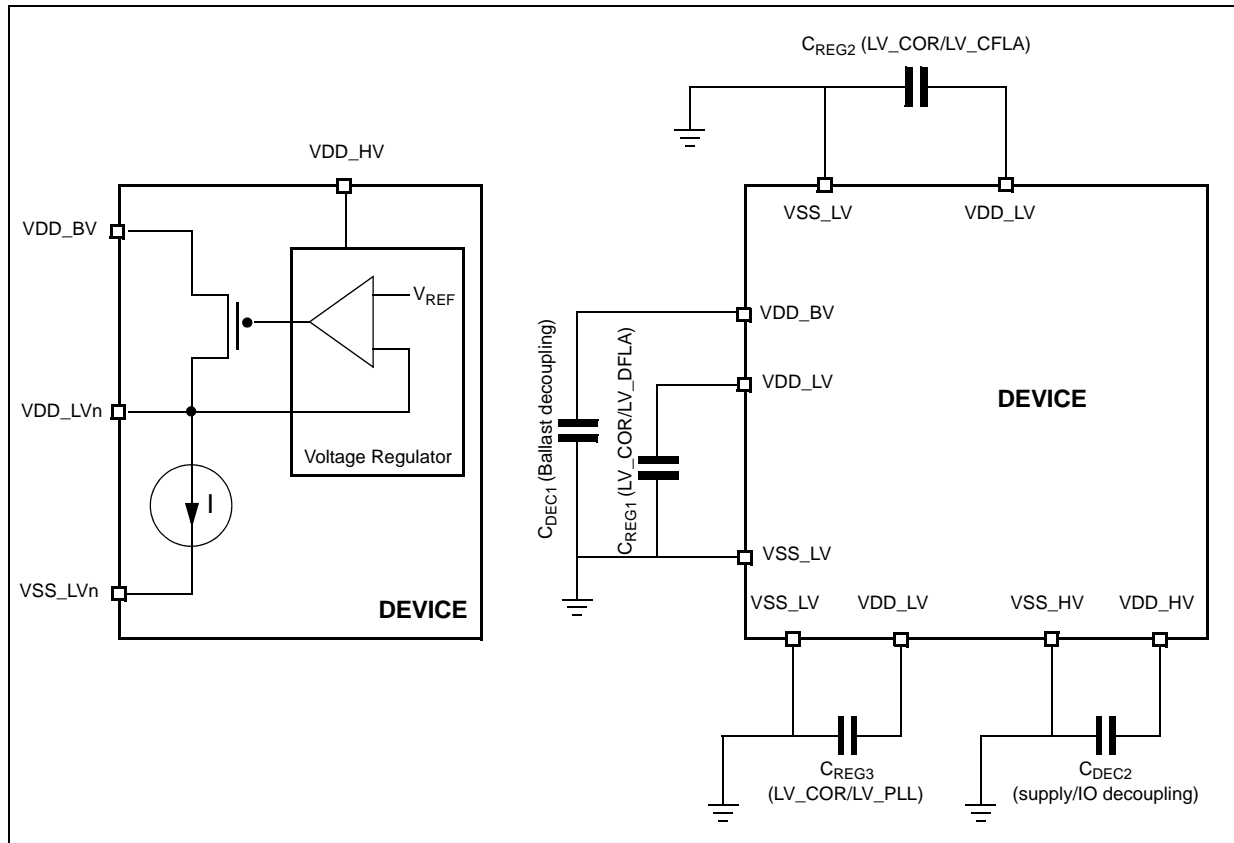 VDD_HV
VDD_BV
VREF
VDD_LVn
Voltage Regulator
I
VSS_LVn
DEVICE
CREG2 (LV_COR/LV_CFLA)
VSS_LV
VDD_LV
VDD_BV
VDD_LV
DEVICE
CDEC1 (Ballast decoupling)
CREG1 (LV_COR/LV_DFLA)
VSS_LV
VSS_LV
VDD_LV
VSS_HV
VDD_HV
CREG3
(LV_COR/LV_PLL)
CDEC2
(supply/IO decoupling)